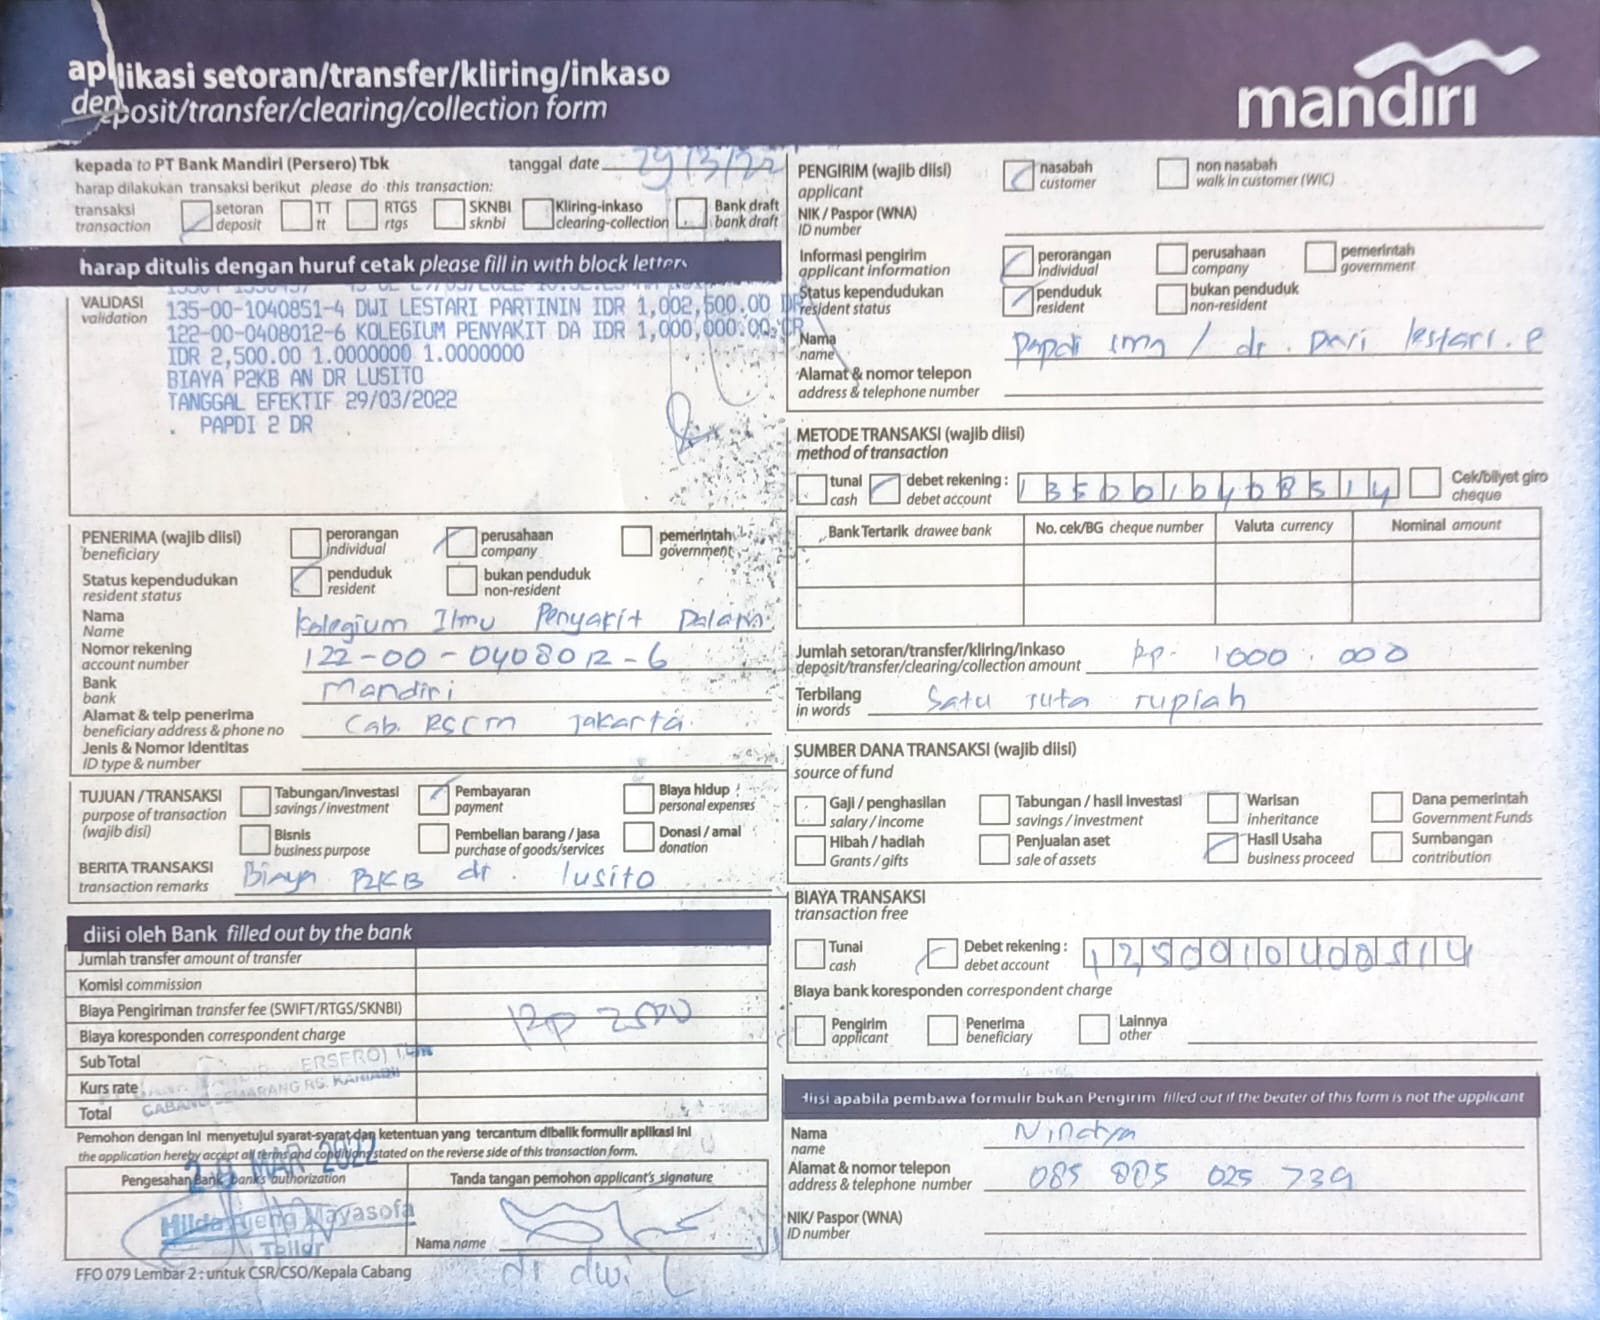 aplikasi setoran/transfer/kliring/inkaso
deposit/transfer/clearing/collection form
mandiri
kepada to PT Bank Mandiri (Persero) Tbk
tanggal date 29/3/22
harap dilakukan transaksi berikut please do this transaction:
transaksi transaction
setoran deposit
TT tt
RTGS rtgs
SKNBI sknbi
Kliring-inkaso clearing-collection
Bank draft bank draft
harap ditulis dengan huruf cetak please fill in with block letters
VALIDASI validation
135-00-1040851-4 DWI LESTARI PARTININ IDR 1,002,500.00 DR
122-00-0408012-6 KOLEGIUM PENYAKIT DA IDR 1,000,000.00 CR
IDR 2,500.00 1.0000000 1.0000000
BIAYA P2KB AN DR LUSITO
TANGGAL EFEKTIF 29/03/2022
. PAPDI 2 DR
PENERIMA (wajib diisi) beneficiary
perorangan individual
perusahaan company
pemerintah government
Status kependudukan resident status
penduduk resident
bukan penduduk non-resident
Nama Name Kolegium Ilmu Penyakit Dalam
Nomor rekening account number 122-00-0408012-6
Bank bank Mandiri
Alamat & telp penerima beneficiary address & phone no Cab. RSCM Jakarta
Jenis & Nomor Identitas ID type & number
TUJUAN / TRANSAKSI purpose of transaction (wajib disi)
Tabungan/investasi savings / investment
Pembayaran payment
Biaya hidup personal expenses
Bisnis business purpose
Pembelian barang / jasa purchase of goods/services
Donasi / amal donation
BERITA TRANSAKSI transaction remarks Biaya P2KB dr. lusito
diisi oleh Bank filled out by the bank
Jumlah transfer amount of transfer
Komisi commission
Biaya Pengiriman transfer fee (SWIFT/RTGS/SKNBI)
Rp 2500
Biaya koresponden correspondent charge
Sub Total
Kurs rate
Total
Pemohon dengan ini menyetujui syarat-syarat dan ketentuan yang tercantum dibalik formulir aplikasi ini
the application hereby accept all terms and conditions stated on the reverse side of this transaction form.
29 MAR 2022
Pengesahan Bank bank's authorization
Tanda tangan pemohon applicant's signature
Teller
Nama name
dr dwi L
FFO 079 Lembar 2 : untuk CSR/CSO/Kepala Cabang
PENGIRIM (wajib diisi) applicant
nasabah customer
non nasabah walk in customer (WIC)
NIK / Paspor (WNA) ID number
Informasi pengirim applicant information
perorangan individual
perusahaan company
pemerintah government
Status kependudukan resident status
penduduk resident
bukan penduduk non-resident
Nama name Papdi smg / dr. Dwi lestari. P
Alamat & nomor telepon address & telephone number
METODE TRANSAKSI (wajib diisi) method of transaction
tunai cash
debet rekening : debet account 1350010408514
Cek/bilyet giro cheque
Bank Tertarik drawee bank
No. cek/BG cheque number
Valuta currency
Nominal amount
Jumlah setoran/transfer/kliring/inkaso deposit/transfer/clearing/collection amount Rp. 1000.000
Terbilang in words Satu juta rupiah
SUMBER DANA TRANSAKSI (wajib diisi) source of fund
Gaji / penghasilan salary / income
Tabungan / hasil investasi savings / investment
Warisan inheritance
Dana pemerintah Government Funds
Hibah / hadiah Grants / gifts
Penjualan aset sale of assets
Hasil Usaha business proceed
Sumbangan contribution
BIAYA TRANSAKSI transaction free
Tunai cash
Debet rekening : debet account 1350010408514
Biaya bank koresponden correspondent charge
Pengirim applicant
Penerima beneficiary
Lainnya other
diisi apabila pembawa formulir bukan Pengirim filled out if the beater of this form is not the applicant
Nama name Nindya
Alamat & nomor telepon address & telephone number 085 885 025 739
NIK/ Paspor (WNA) ID number